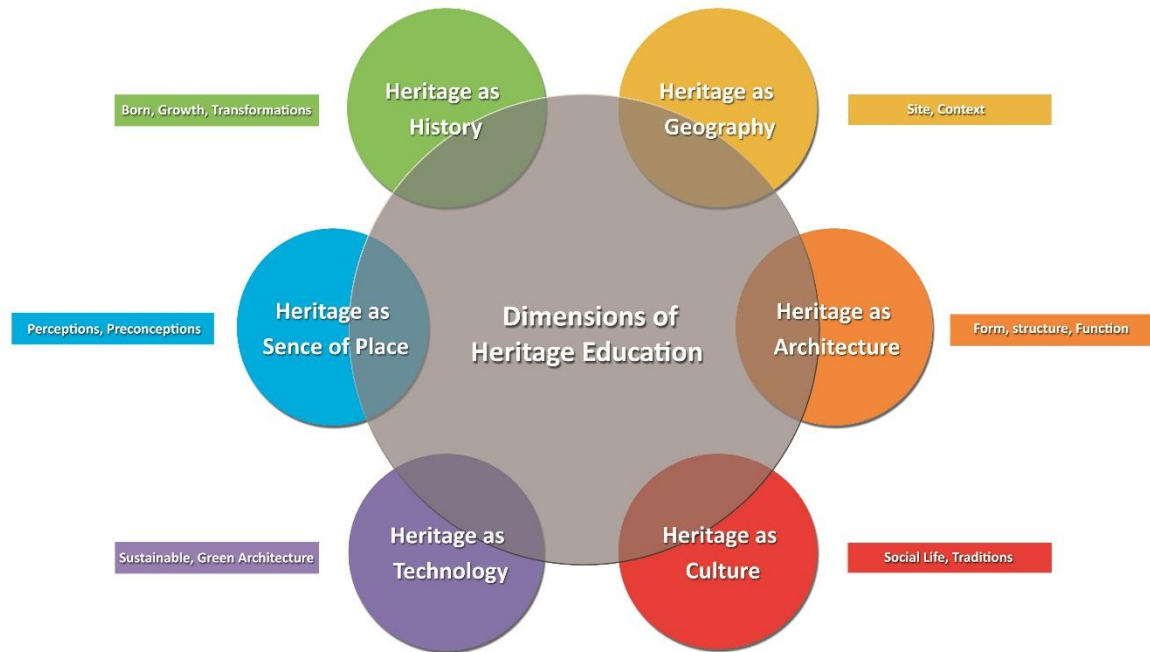 Heritage as
History
Heritage as
Geography
Born, Growth, Transformations
Site, Context
Heritage as
Sence of Place
Dimensions of
Heritage Education
Heritage as
Architecture
Perceptions, Preconceptions
Form, structure, Function
Heritage as
Technology
Heritage as
Culture
Sustainable, Green Architecture
Social Life, Traditions